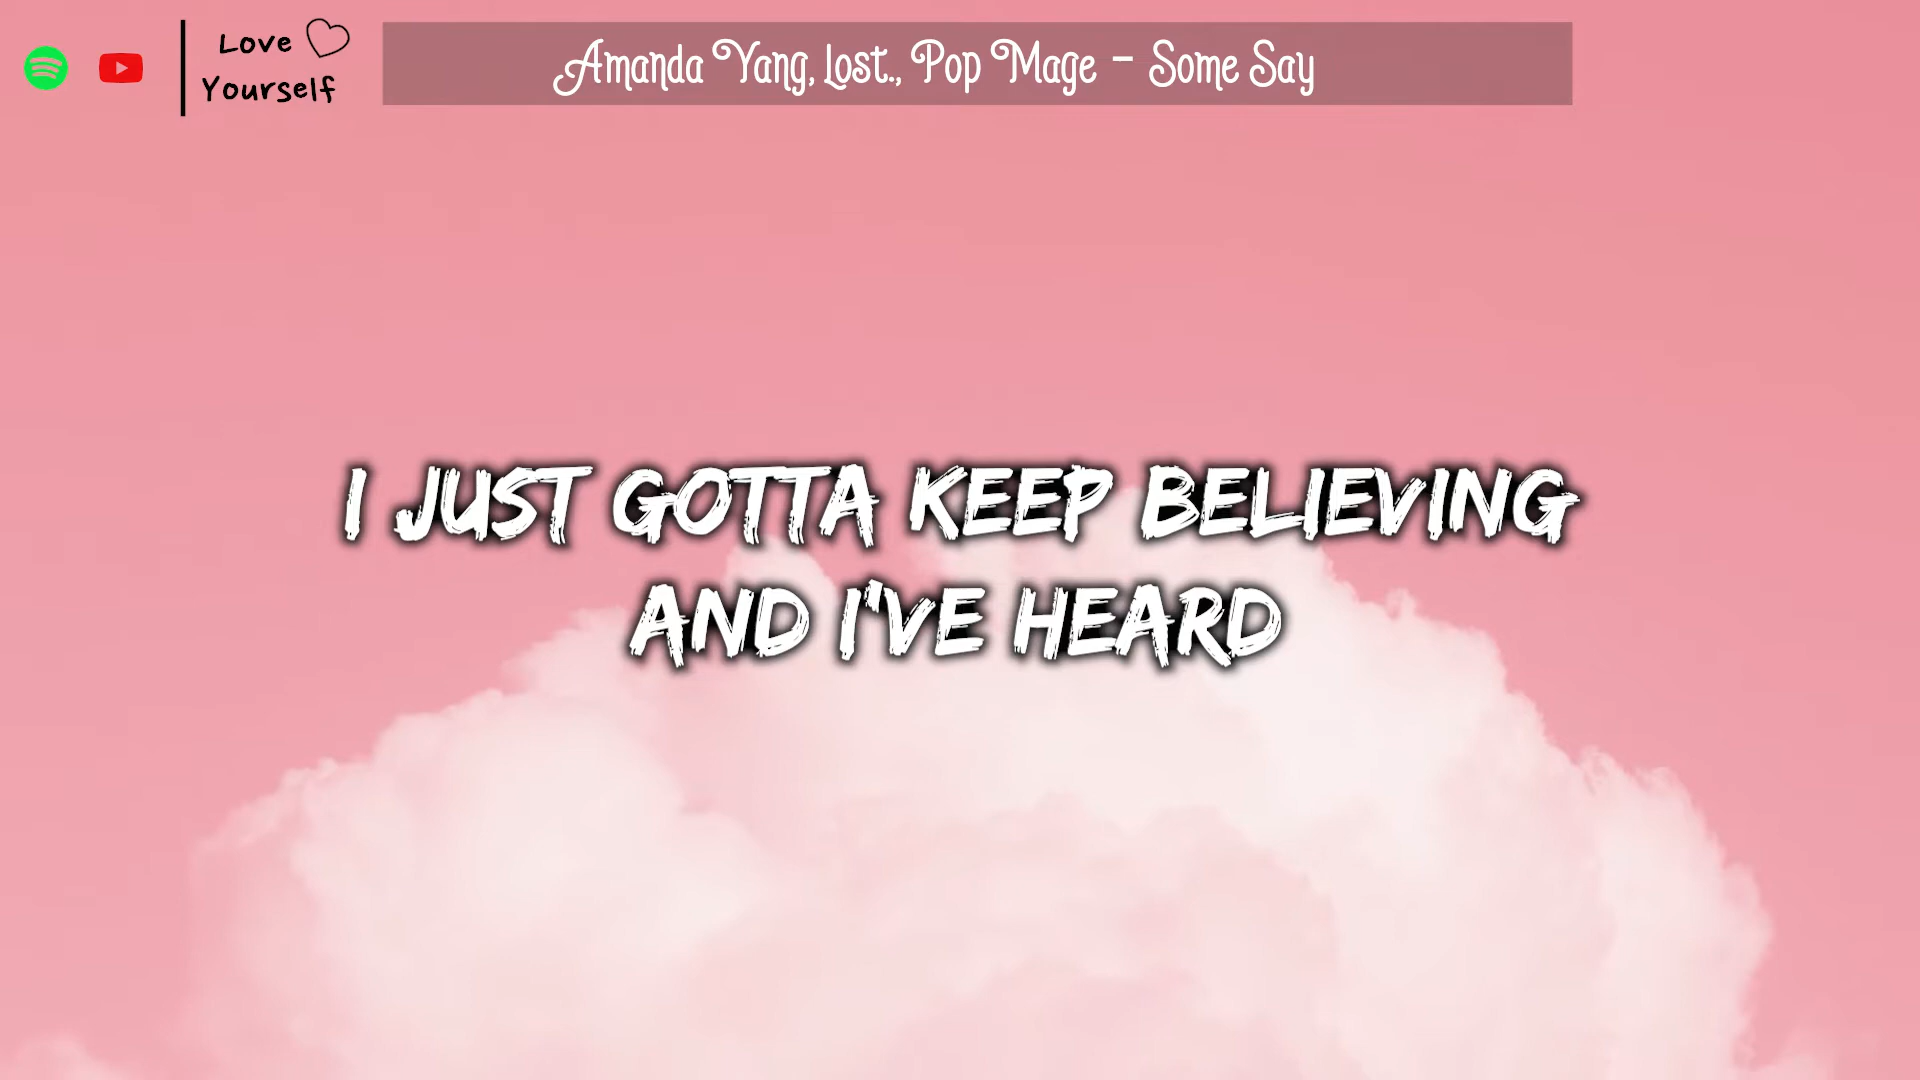 Love
Yourself
Amanda Yang, Lost., Pop Mage - Some Say
I JUST GOTTA KEEP BELIEVING
AND I'VE HEARD